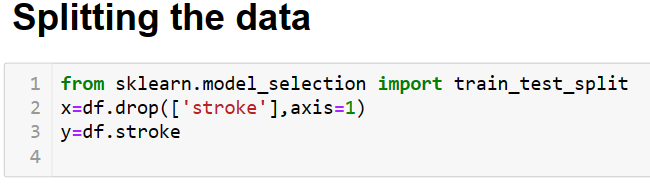 Splitting the data
1 from sklearn.model_selection import train_test_split
2 x=df.drop(['stroke'],axis=1)
3 y=df.stroke
4